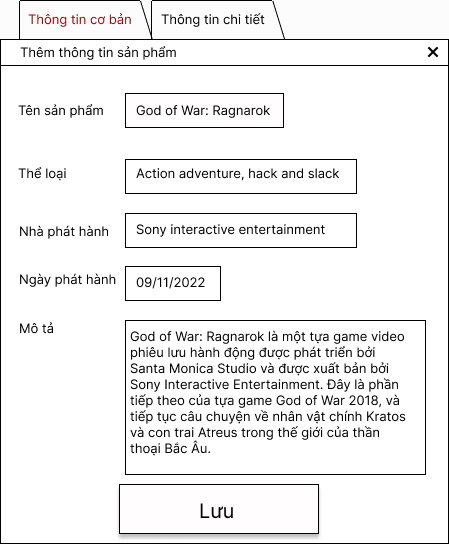 Thông tin cơ bản Thông tin chi tiết
Thêm thông tin sản phẩm
Tên sản phẩm God of War: Ragnarok
Thể loại Action adventure, hack and slack
Nhà phát hành Sony interactive entertainment
Ngày phát hành 09/11/2022
Mô tả
God of War: Ragnarok là một tựa game video
phiêu lưu hành động được phát triển bởi
Santa Monica Studio và được xuất bản bởi
Sony Interactive Entertainment. Đây là phần
tiếp theo của tựa game God of War 2018, và
tiếp tục câu chuyện về nhân vật chính Kratos
và con trai Atreus trong thế giới của thần
thoại Bắc Âu.
Lưu